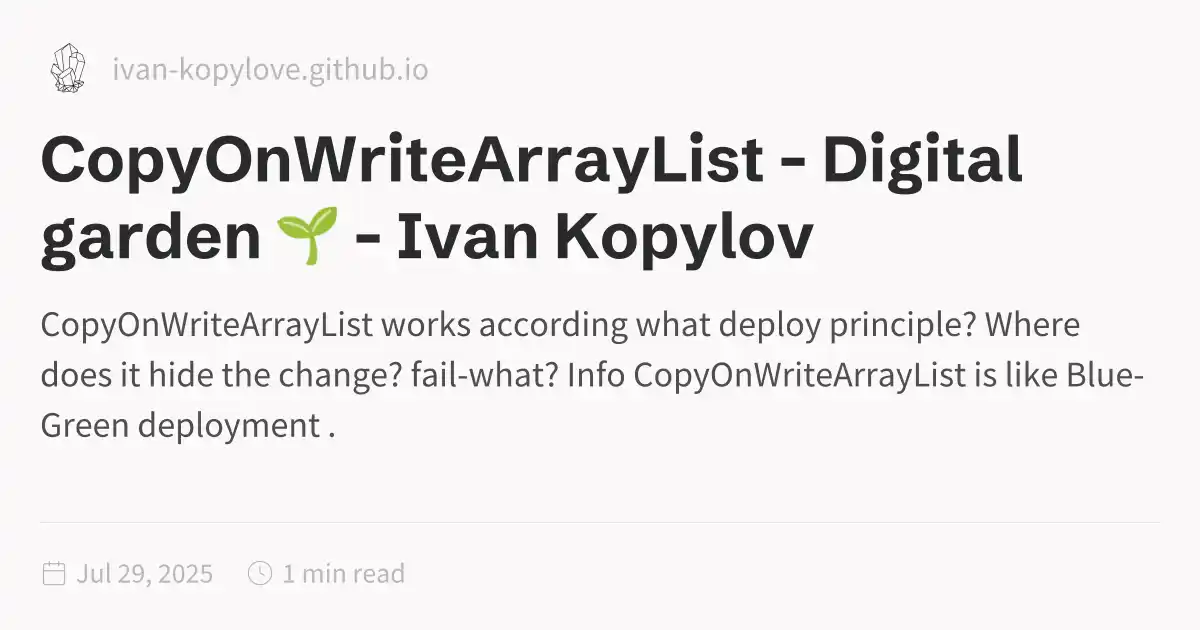 ivan-kopylove.github.io
CopyOnWriteArrayList - Digital
garden 🌱 - Ivan Kopylov
CopyOnWriteArrayList works according what deploy principle? Where
does it hide the change? fail-what? Info CopyOnWriteArrayList is like Blue-
Green deployment .
Jul 29, 2025 1 min read